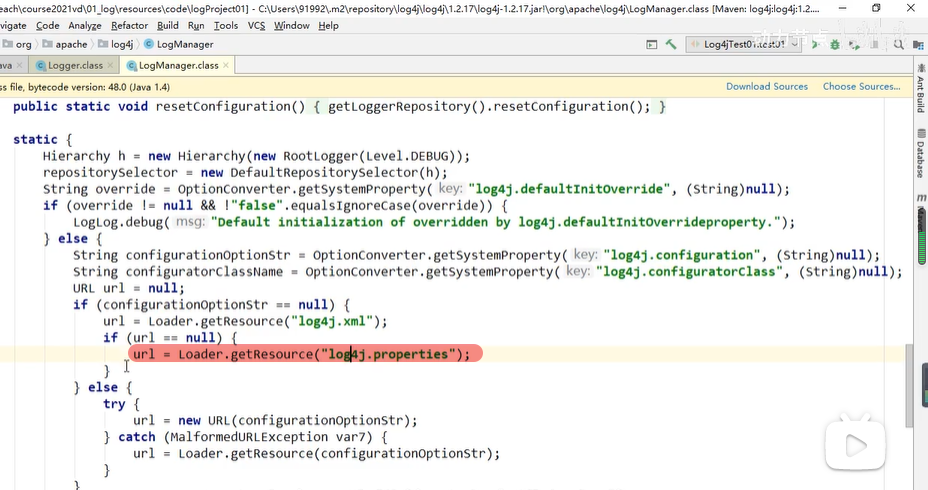 each\course2021vd\01_log\resources\code\logProject01] - C:\Users\91992\.m2\repository\log4j\log4j\1.2.17\log4j-1.2.17.jar!\org\apache\log4j\LogManager.class [Maven: log4j:log4j:1.2....
vigate Code Analyze Refactor Build Run Tools VCS Window Help
org apache log4j LogManager
Log4jTest01.test01
动力节点
ava Logger.class LogManager.class
ss file, bytecode version: 48.0 (Java 1.4) Download Sources Choose Sources...
public static void resetConfiguration() { getLoggerRepository().resetConfiguration(); }
static {
Hierarchy h = new Hierarchy(new RootLogger(Level.DEBUG));
repositorySelector = new DefaultRepositorySelector(h);
String override = OptionConverter.getSystemProperty( key: "log4j.defaultInitOverride", (String)null);
if (override != null && !"false".equalsIgnoreCase(override)) {
LogLog.debug( msg: "Default initialization of overridden by log4j.defaultInitOverrideproperty.");
} else {
String configurationOptionStr = OptionConverter.getSystemProperty( key: "log4j.configuration", (String)null);
String configuratorClassName = OptionConverter.getSystemProperty( key: "log4j.configuratorClass", (String)null);
URL url = null;
if (configurationOptionStr == null) {
url = Loader.getResource("log4j.xml");
if (url == null) {
url = Loader.getResource("log4j.properties");
}
} else {
try {
url = new URL(configurationOptionStr);
} catch (MalformedURLException var7) {
url = Loader.getResource(configurationOptionStr);
}
}
Ant Build
Database
Maven